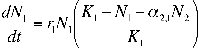 dN₁/dt = r₁N₁((K₁ − N₁ − α₂,₁N₂)/K₁)